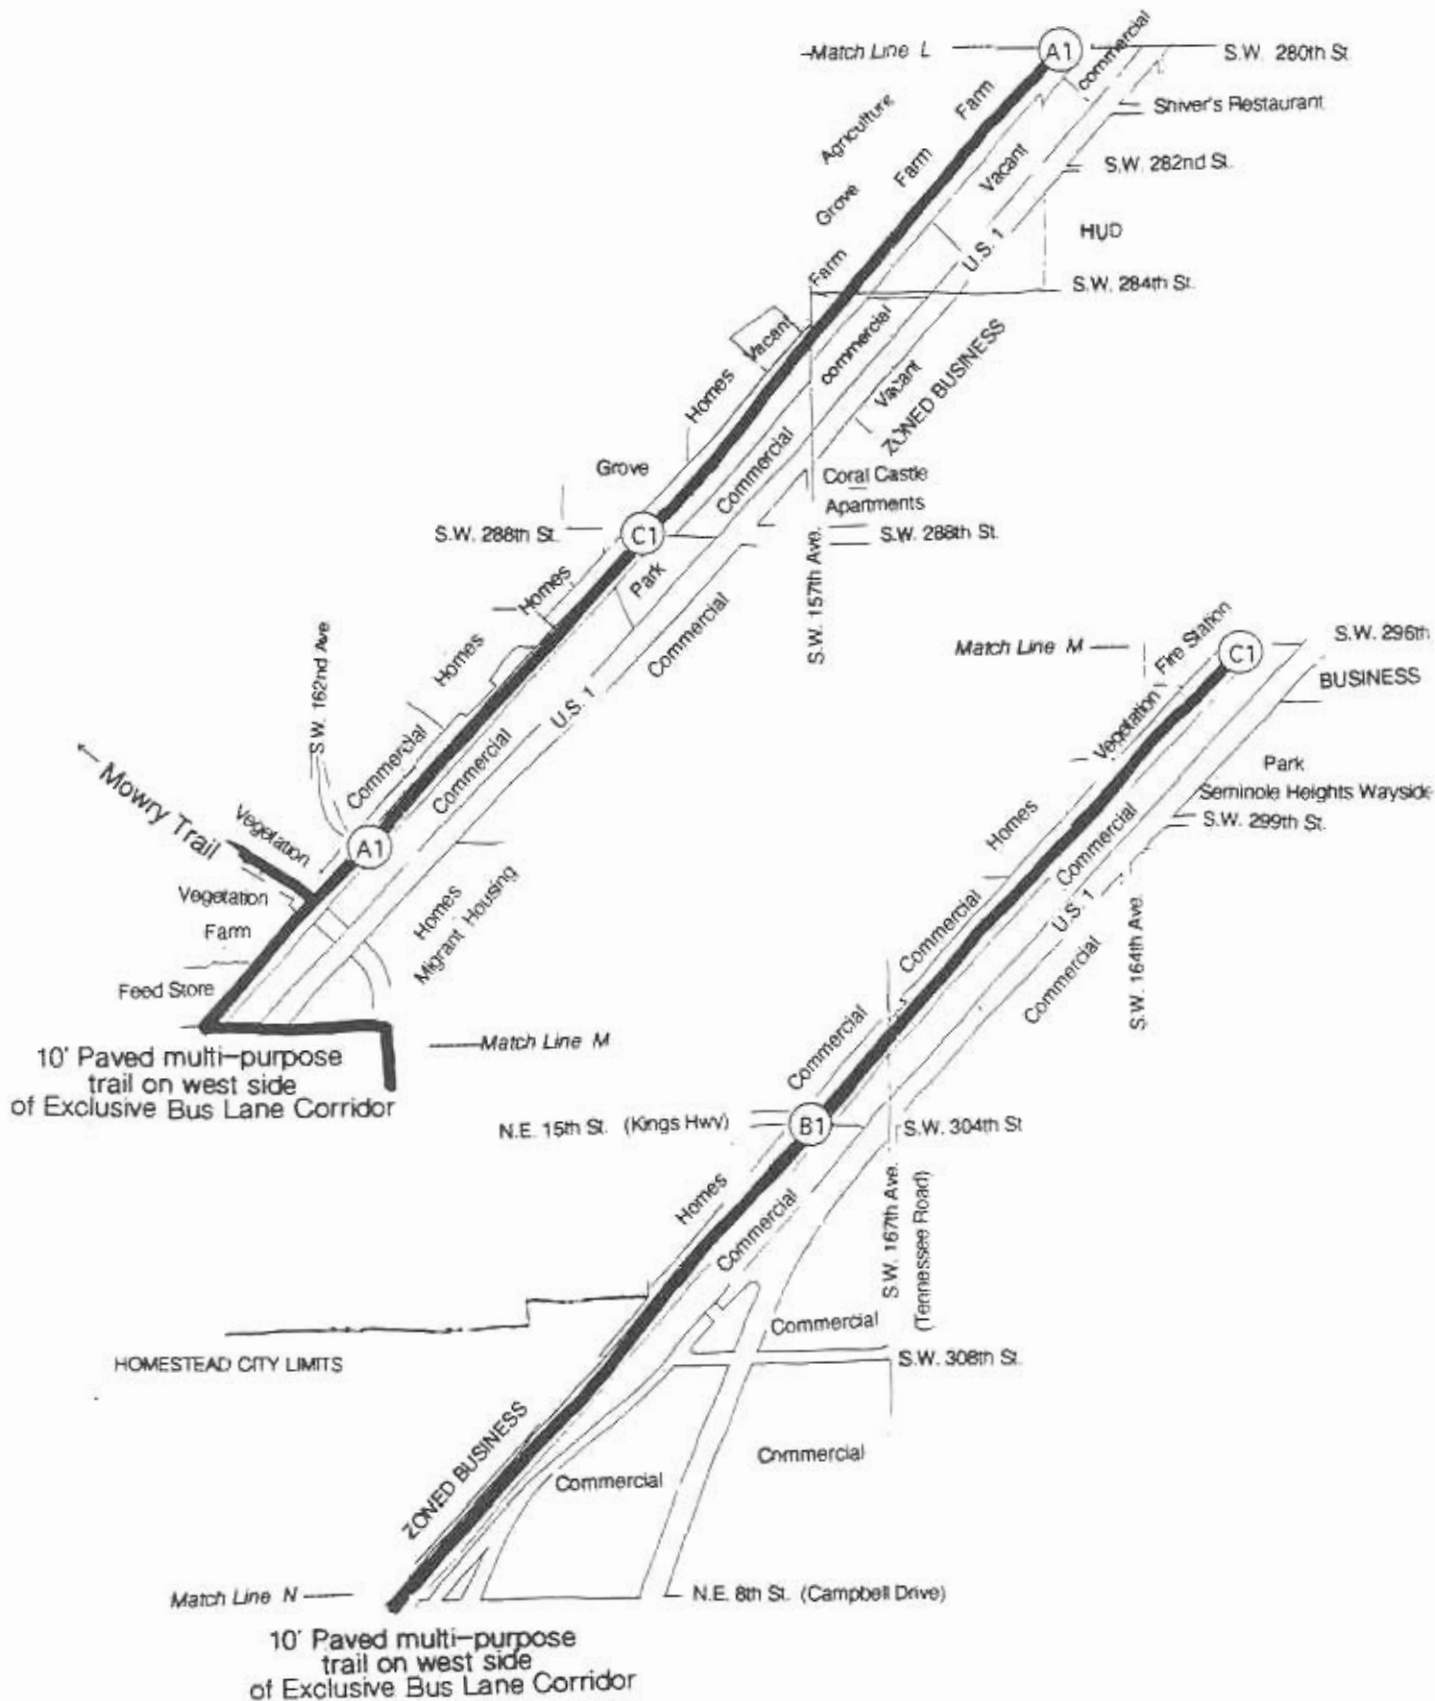 Match Line L
A1
commercial
S.W. 280th St.
Shiver's Restaurant
Agriculture
Farm
Farm
Grove
Vacant
S.W. 282nd St.
HUD
U.S. 1
Farm
S.W. 284th St.
Vacant
commercial
Homes
Vacant
ZONED BUSINESS
Grove
Commercial
Coral Castle
Apartments
S.W. 288th St.
C1
S.W. 288th St.
S.W. 157th Ave.
Park
Homes
Commercial
Homes
U.S. 1
S.W. 162nd Ave
Commercial
Commercial
Mowry Trail
Vegetation
A1
Vegetation
Farm
Homes
Migrant Housing
Feed Store
Match Line M
10' Paved multi-purpose
trail on west side
of Exclusive Bus Lane Corridor
Match Line M
Fire Station
C1
S.W. 296th
BUSINESS
Vegetation
Park
Seminole Heights Wayside
S.W. 299th St.
Homes
Commercial
U.S. 1
Commercial
Commercial
S.W. 164th Ave.
Commercial
N.E. 15th St. (Kings Hwy)
B1
S.W. 304th St
Homes
Commercial
S.W. 167th Ave.
(Tennessee Road)
Commercial
HOMESTEAD CITY LIMITS
S.W. 308th St.
ZONED BUSINESS
Commercial
Commercial
Match Line N
N.E. 8th St. (Campbell Drive)
10' Paved multi-purpose
trail on west side
of Exclusive Bus Lane Corridor